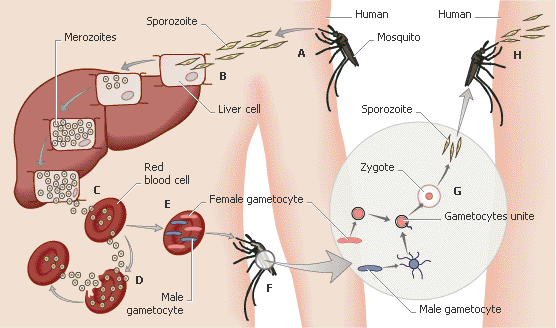 Human
Human
Sporozoite
Merozoites
Mosquito
A
H
B
Liver cell
Sporozoite
Zygote
Red
blood cell
C
E
Female gametocyte
G
Gametocytes unite
D
F
Male
gametocyte
Male gametocyte